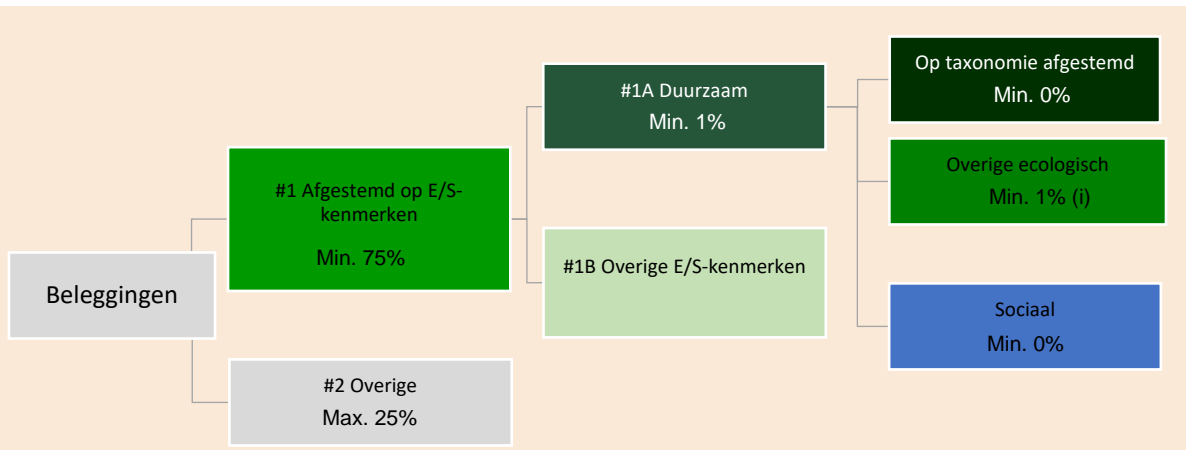 Beleggingen
#1 Afgestemd op E/S-
kenmerken
Min. 75%
#2 Overige
Max. 25%
#1A Duurzaam
Min. 1%
#1B Overige E/S-kenmerken
Op taxonomie afgestemd
Min. 0%
Overige ecologisch
Min. 1% (i)
Sociaal
Min. 0%